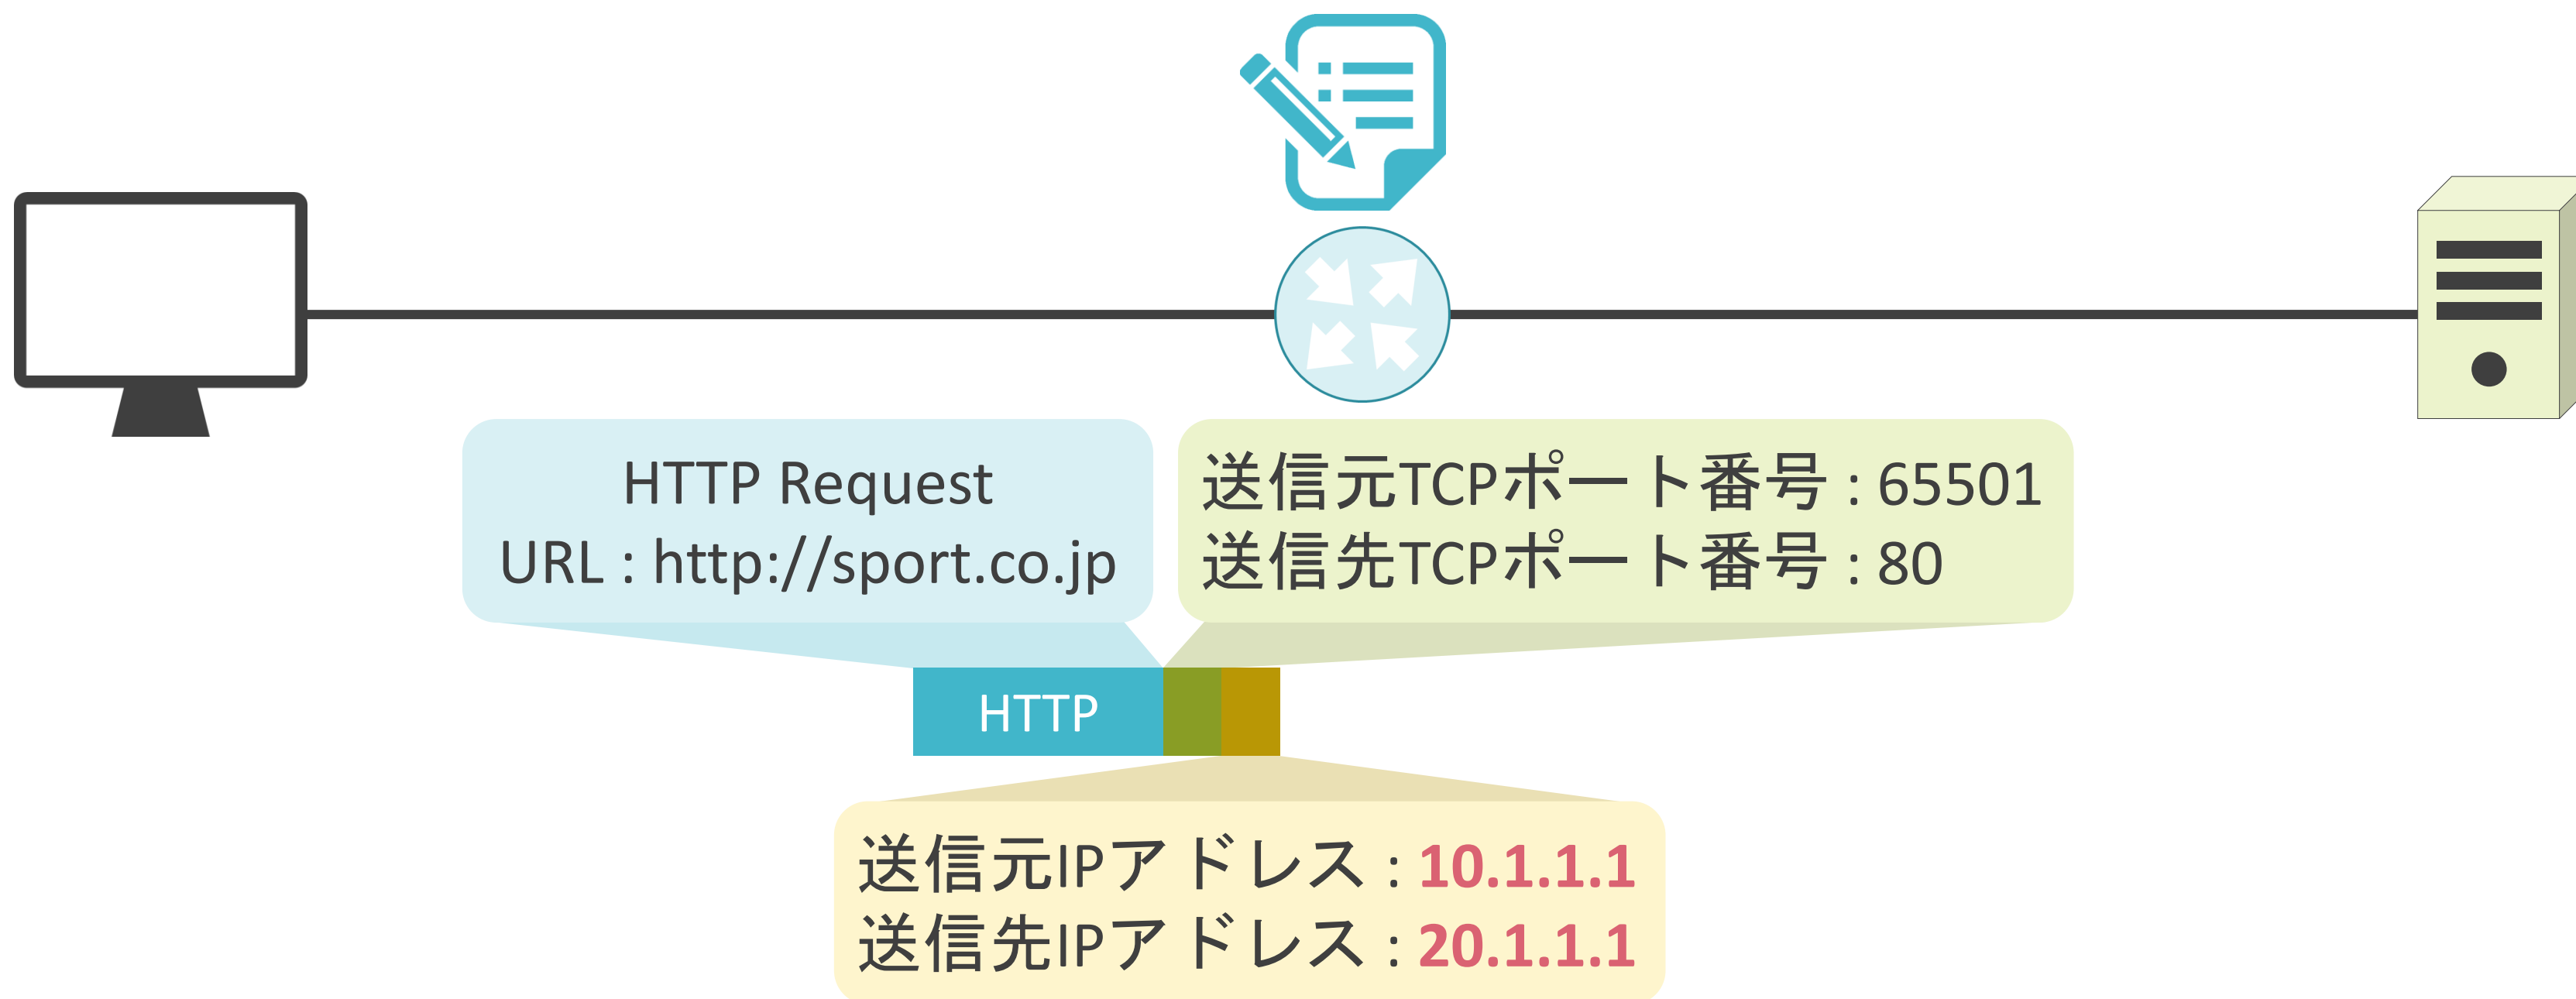 HTTP Request
URL : http://sport.co.jp
送信元TCPポート番号 : 65501
送信先TCPポート番号 : 80
HTTP
送信元IPアドレス : 10.1.1.1
送信先IPアドレス : 20.1.1.1